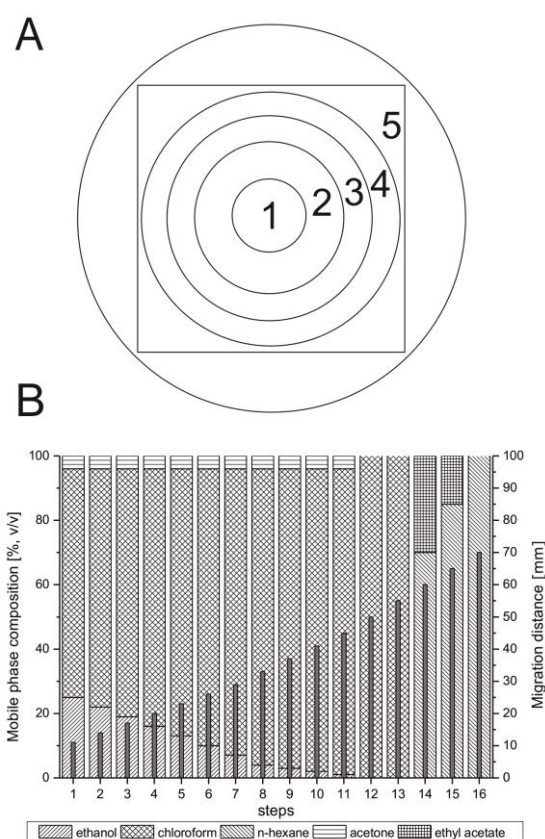 A
1 2 3 4 5
B
Mobile phase composition [%, v/v]
100
80
60
40
20
0
100
90
80
70
60
50
40
30
20
10
0
Migration distance [mm]
1 2 3 4 5 6 7 8 9 10 11 12 13 14 15 16
steps
ethanol chloroform n-hexane acetone ethyl acetate